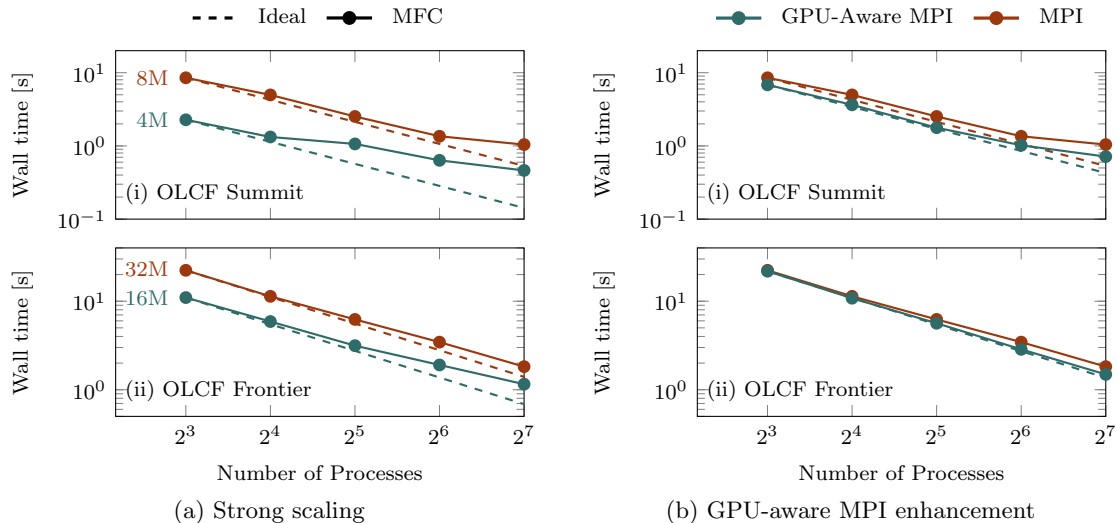 Ideal MFC
GPU-Aware MPI MPI
Wall time [s]
10^1
10^0
10^-1
8M
4M
(i) OLCF Summit
Wall time [s]
10^1
10^0
32M
16M
(ii) OLCF Frontier
2^3 2^4 2^5 2^6 2^7
Number of Processes
(a) Strong scaling
Wall time [s]
10^1
10^0
10^-1
(i) OLCF Summit
Wall time [s]
10^1
10^0
(ii) OLCF Frontier
2^3 2^4 2^5 2^6 2^7
Number of Processes
(b) GPU-aware MPI enhancement